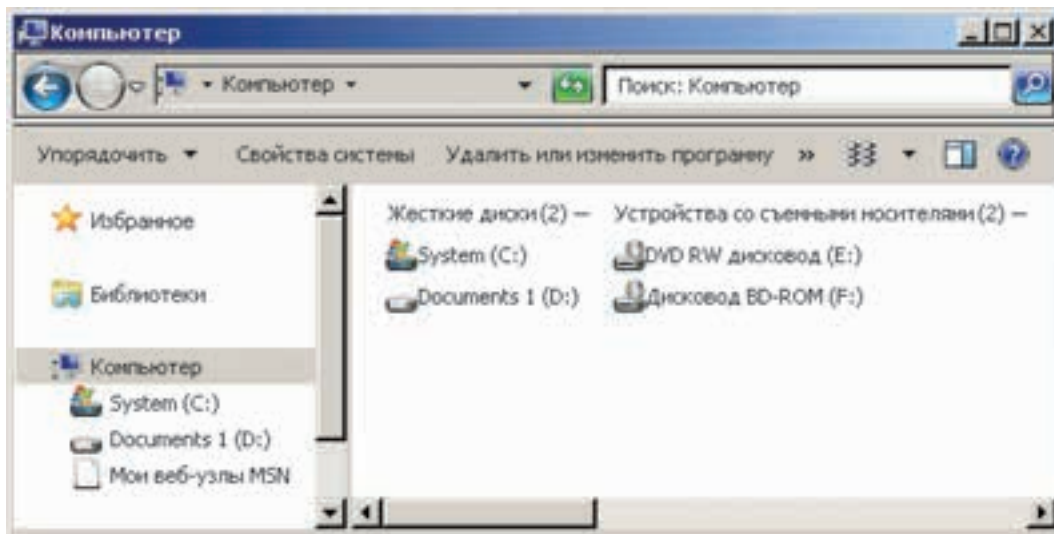 Компьютер
Компьютер
Поиск: Компьютер
Упорядочить Свойства системы Удалить или изменить программу »
Избранное
Библиотеки
Компьютер
System (C:)
Documents 1 (D:)
Мои веб-узлы MSN
Жесткие диски (2)
System (C:)
Documents 1 (D:)
Устройства со съемными носителями (2)
DVD RW дисковод (E:)
Дисковод BD-ROM (F:)